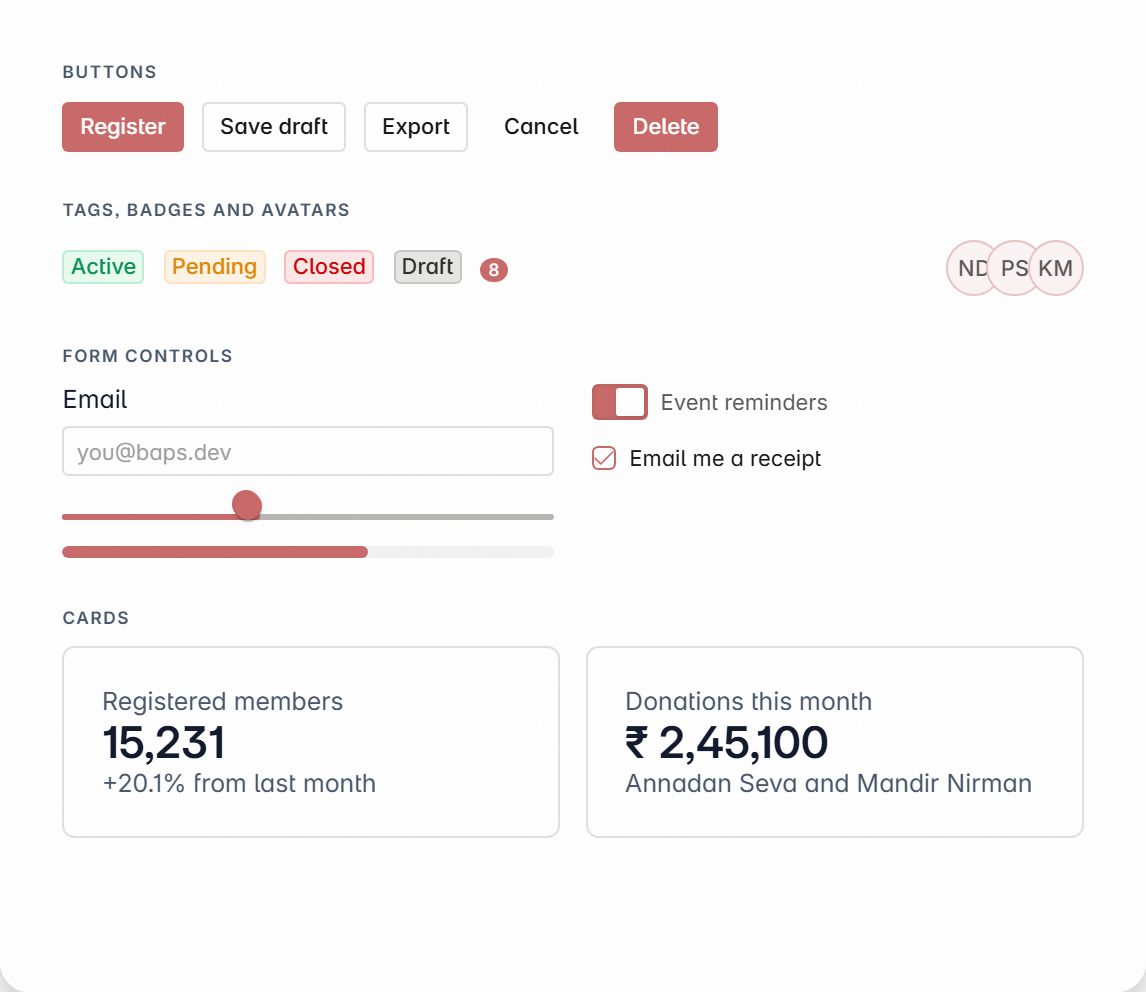 BUTTONS
Register Save draft Export Cancel Delete
TAGS, BADGES AND AVATARS
Active Pending Closed Draft 8 ND PS KM
FORM CONTROLS
Email
Event reminders
you@baps.dev
Email me a receipt
CARDS
Registered members
15,231
+20.1% from last month
Donations this month
₹ 2,45,100
Annadan Seva and Mandir Nirman